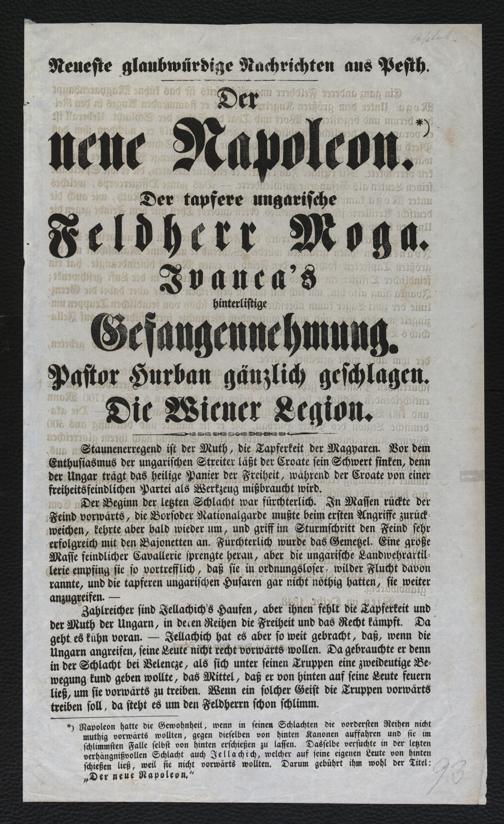 Neueste glaubwürdige Nachrichten aus Pesth.
Der
neue Napoleon.*)
Der tapfere ungarische
Feldherr Moga.
Ivanca's
hinterlistige
Gefangennehmung.
Pastor Hurban gänzlich geschlagen.
Die Wiener Legion.
Staunenerregend ist der Muth, die Tapferkeit der Magyaren. Vor dem
Enthusiasmus der ungarischen Streiter läßt der Croate sein Schwert sinken, denn
der Ungar trägt das heilige Panier der Freiheit, während der Croate von einer
freiheitsfeindlichen Partei als Werkzeug mißbraucht wird.
Der Beginn der letzten Schlacht war fürchterlich. In Massen rückte der
Feind vorwärts, die Borsoder Nationalgarde mußte beim ersten Angriffe zurück-
weichen, kehrte aber bald wieder um, und griff im Sturmschritt den Feind sehr
erfolgreich mit den Bajonetten an. Fürchterlich wurde das Gemetzel. Eine große
Masse feindlicher Cavallerie sprengte heran, aber die ungarische Landwehrartil-
lerie empfing sie so vortrefflich, daß sie in ordnungsloser, wilder Flucht davon
rannte, und die tapferen ungarischen Husaren gar nicht nöthig hatten, sie weiter
anzugreifen. —
Zahlreicher sind Jellachich's Haufen, aber ihnen fehlt die Tapferkeit und
der Muth der Ungarn, in deren Reihen die Freiheit und das Recht kämpft. Da
geht es kühn voran. — Jellachich hat es aber so weit gebracht, daß, wenn die
Ungarn angreifen, seine Leute nicht vorwärts wollen. Da gebrauchte er denn
in der Schlacht bei Velencze, als sich unter seinen Truppen eine zweideutige Be-
wegung kund geben wollte, das Mittel, daß er von hinten auf seine Leute feuern
ließ, um sie vorwärts zu treiben. Wenn ein solcher Geist die Truppen vorwärts
treiben soll, da steht es um den Feldherrn schon schlimm.
*) Napoleon hatte die Gewohnheit, wenn in seinen Schlachten die vordersten Reihen nicht
muthig vorwärts wollten, gegen dieselben von hinten Kanonen auffahren und sie im
schlimmsten Falle selbst von hinten erschießen zu lassen. Dasselbe versuchte in der letzten
verhängnißvollen Schlacht auch Jellachich, welcher auf seine eigenen Leute von hinten
schießen ließ, weil sie nicht vorwärts wollten. Darum gebührt ihm wohl der Titel:
„Der neue Napoleon."
93